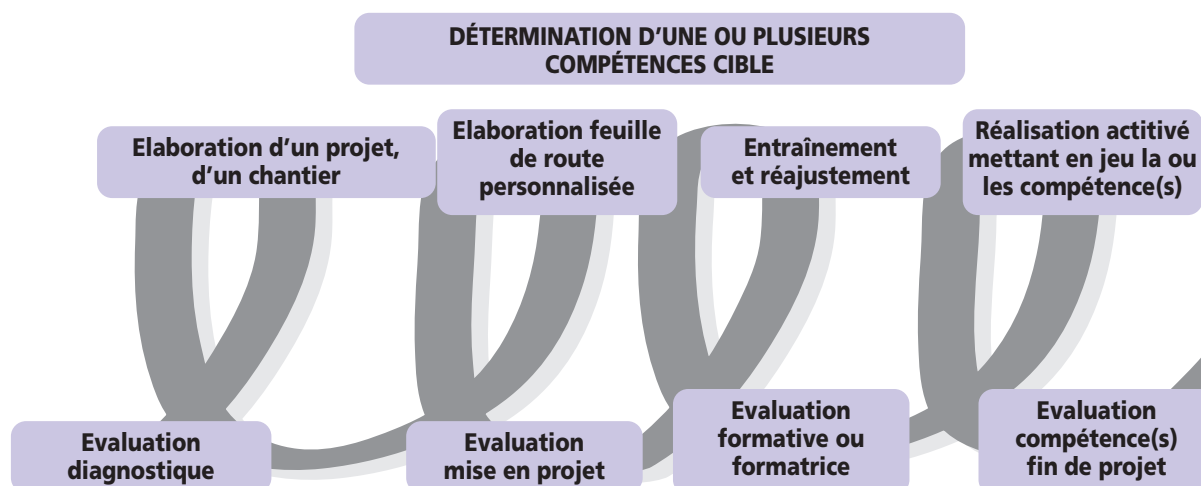 DÉTERMINATION D’UNE OU PLUSIEURS
COMPÉTENCES CIBLE
Elaboration d’un projet,
d’un chantier
Elaboration feuille
de route
personnalisée
Entraînement
et réajustement
Réalisation actitivé
mettant en jeu la ou
les compétence(s)
Evaluation
diagnostique
Evaluation
mise en projet
Evaluation
formative ou
formatrice
Evaluation
compétence(s)
fin de projet